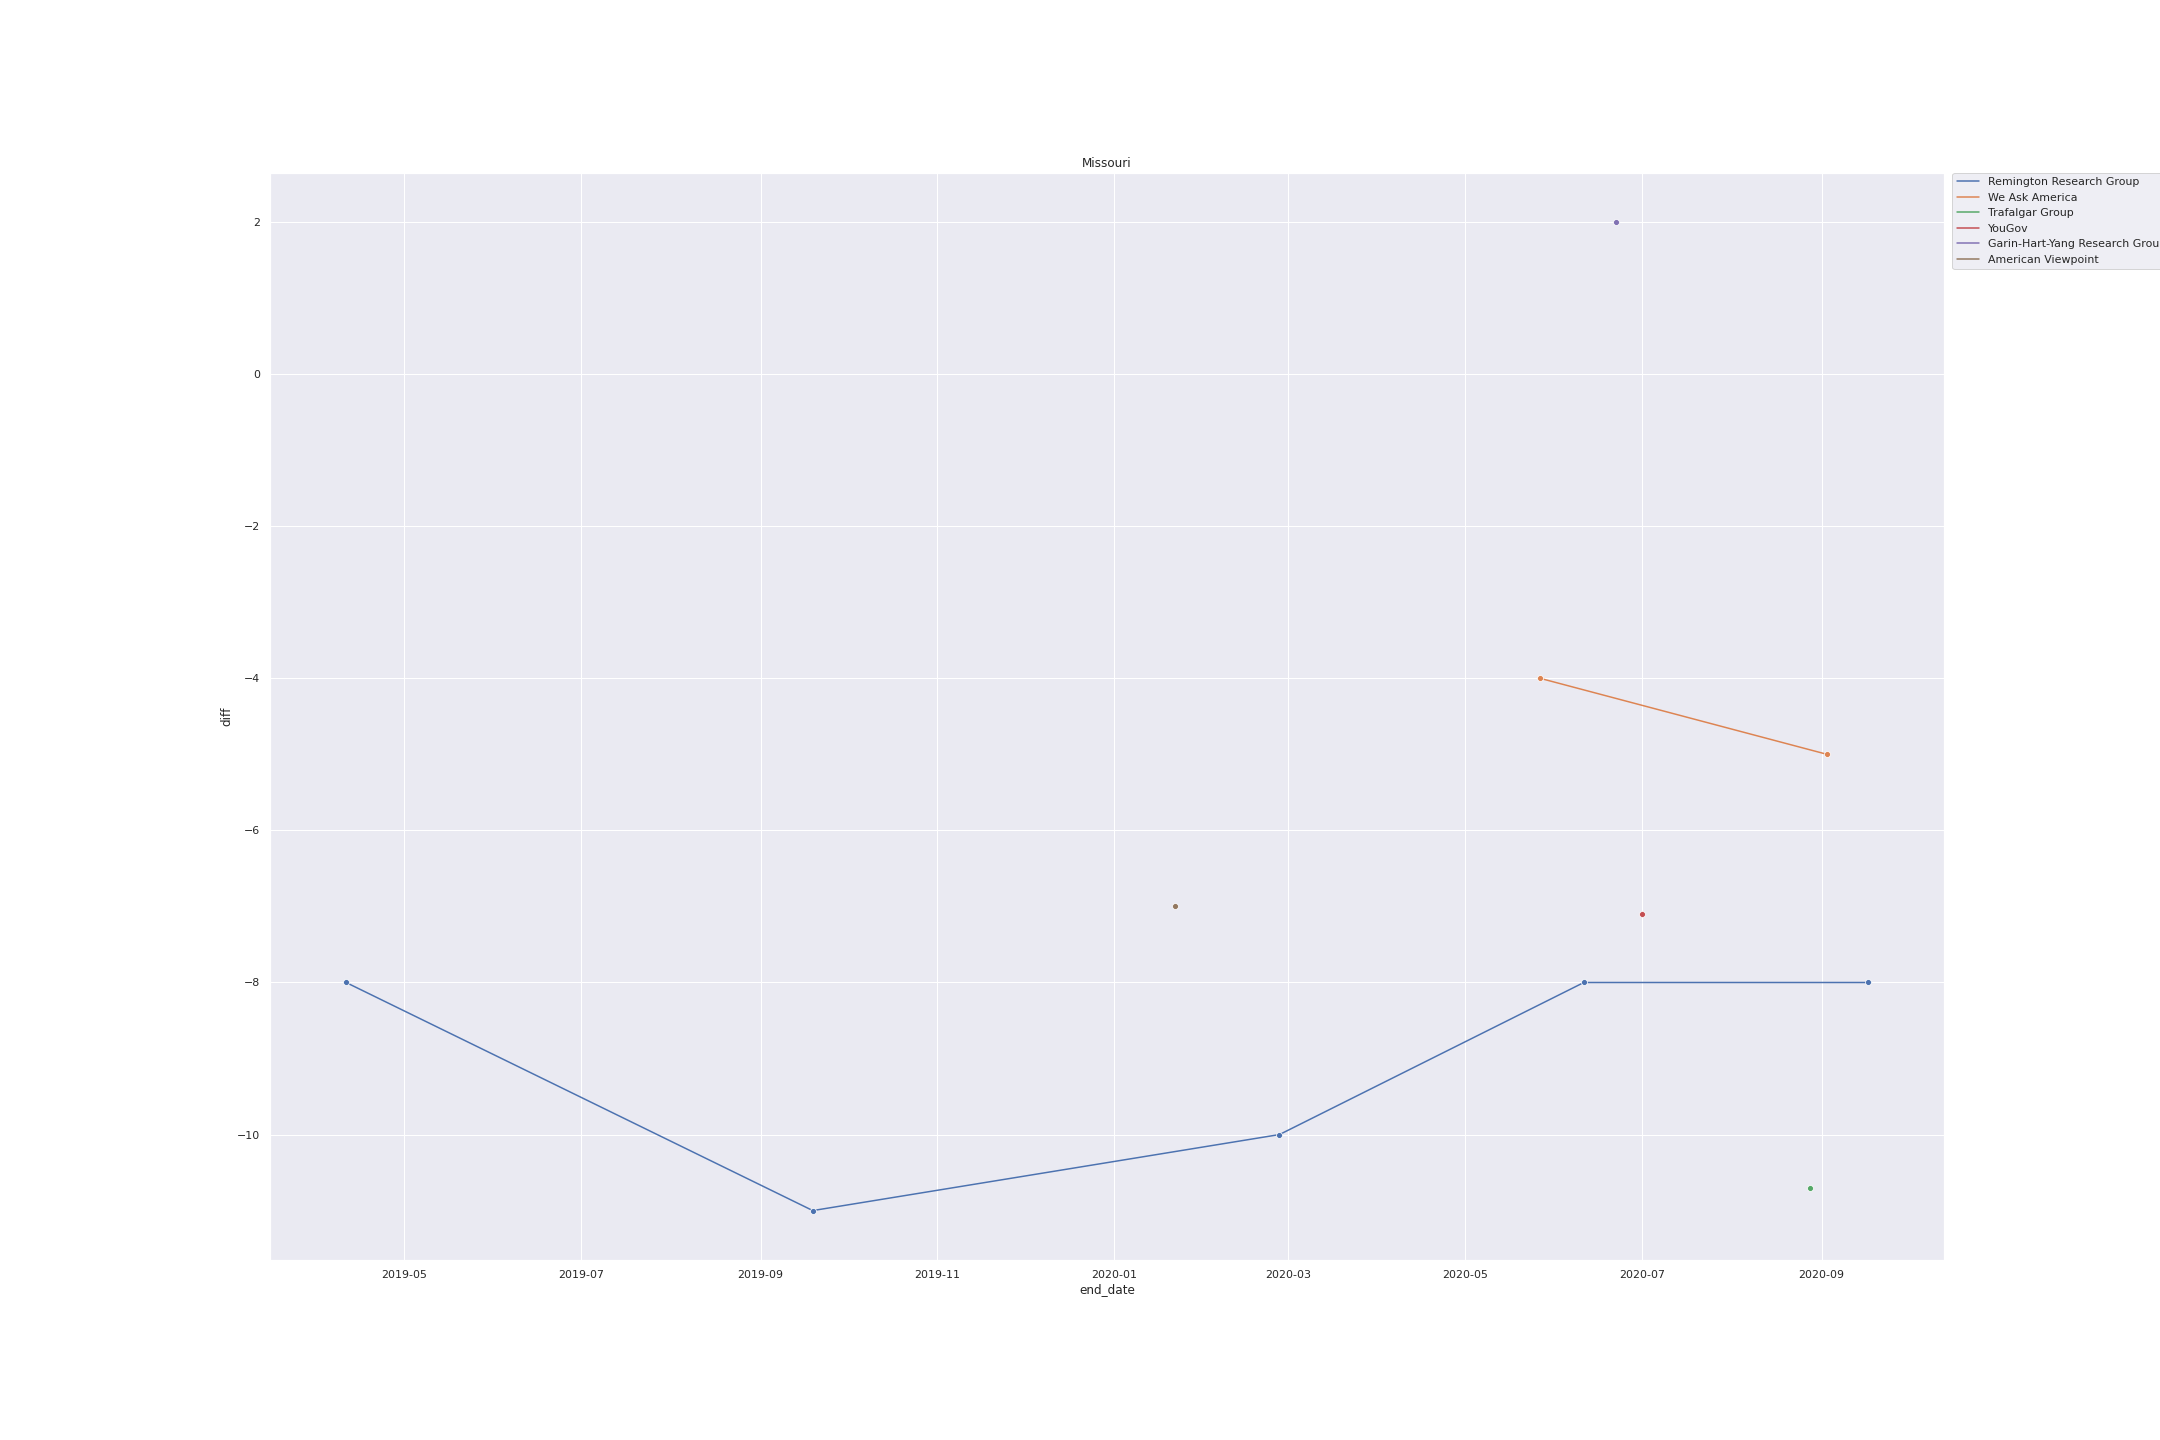 Missouri
Remington Research Group
We Ask America
Trafalgar Group
YouGov
Garin-Hart-Yang Research Grou
American Viewpoint
2
0
−2
−4
−6
−8
−10
diff
2019-05 2019-07 2019-09 2019-11 2020-01 2020-03 2020-05 2020-07 2020-09
end_date